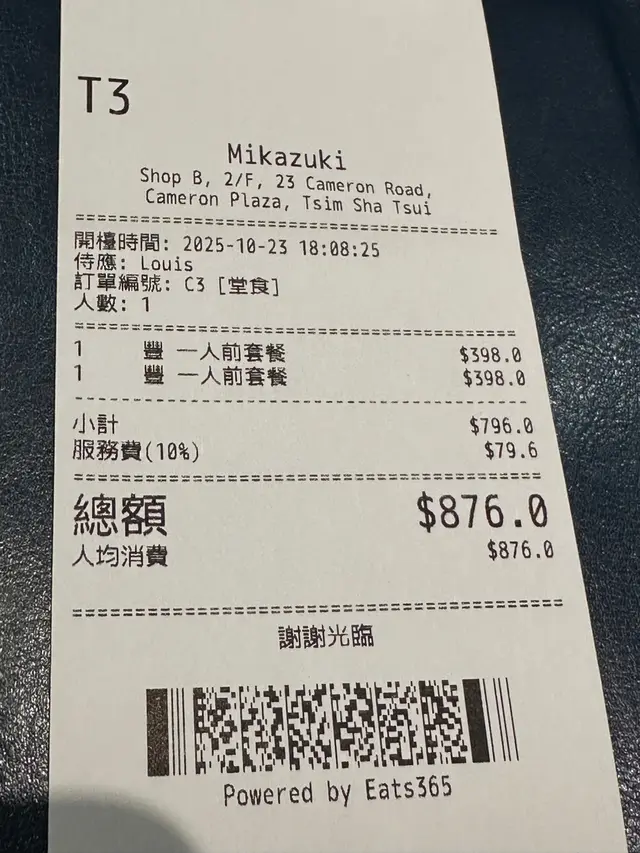 T3
Mikazuki
Shop B, 2/F, 23 Cameron Road,
Cameron Plaza, Tsim Sha Tsui
開檯時間: 2025-10-23 18:08:25
侍應: Louis
訂單編號: C3 [堂食]
人數: 1
1 豐 一人前套餐 $398.0
1 豐 一人前套餐 $398.0
小計 $796.0
服務費(10%) $79.6
總額 $876.0
人均消費 $876.0
謝謝光臨
Powered by Eats365